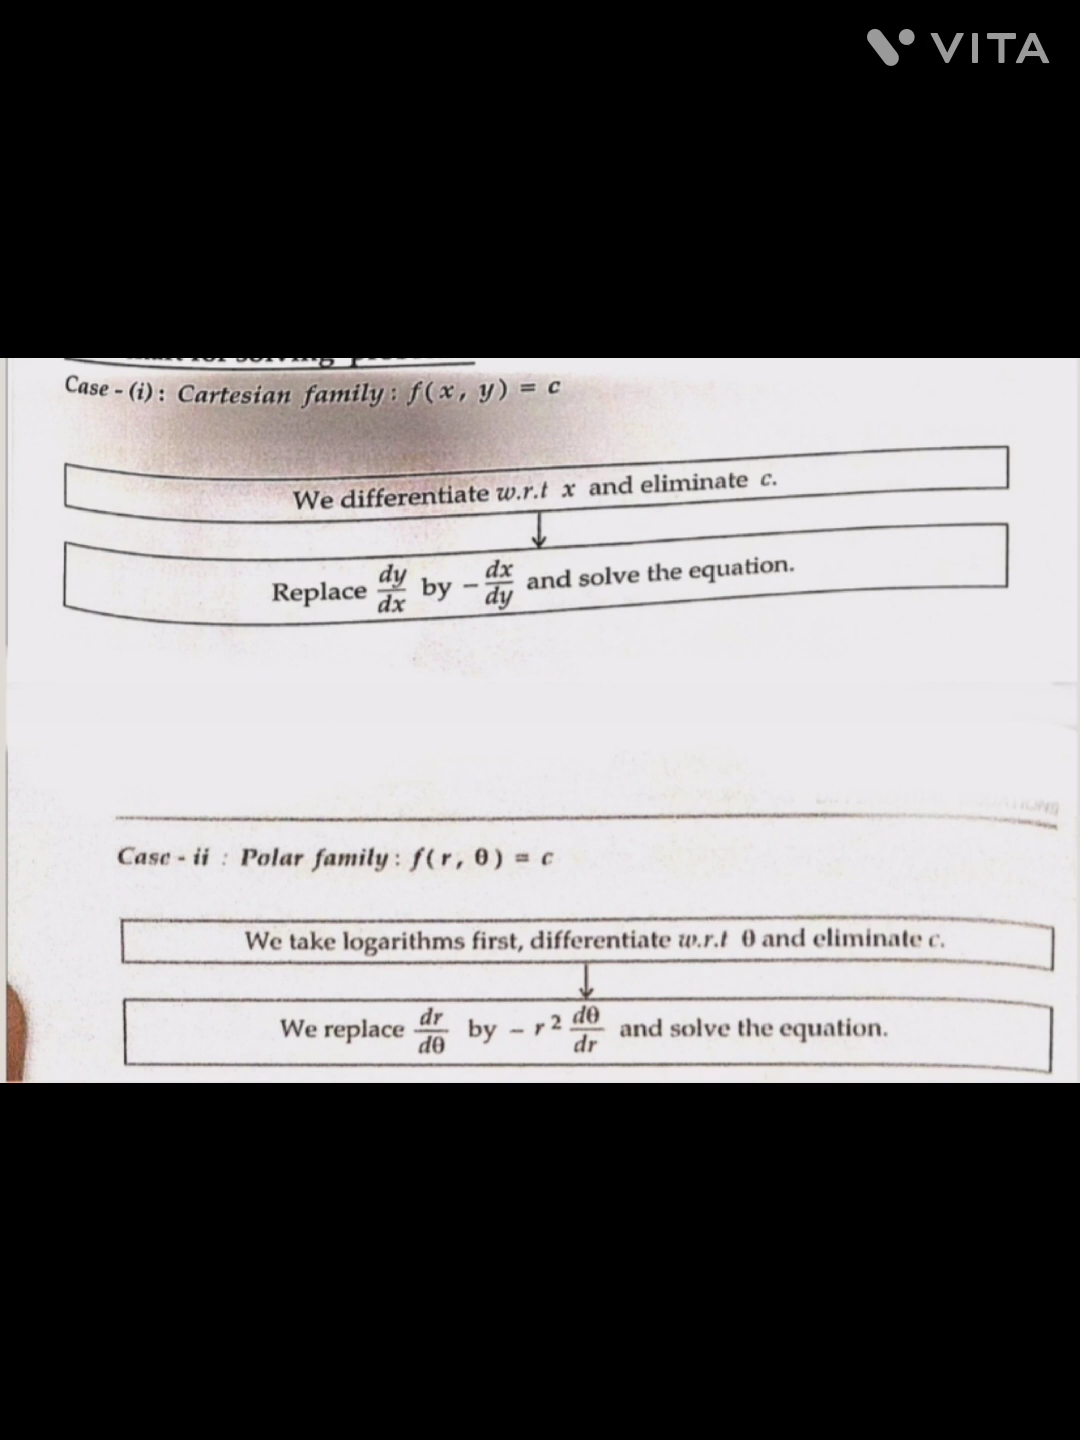 VITA
for solving
Case - (i) : Cartesian family : f(x, y) = c
We differentiate w.r.t x and eliminate c.
Replace dy/dx by - dx/dy and solve the equation.
Case - ii : Polar family : f(r, θ) = c
We take logarithms first, differentiate w.r.t θ and eliminate c.
We replace dr/dθ by - r² dθ/dr and solve the equation.